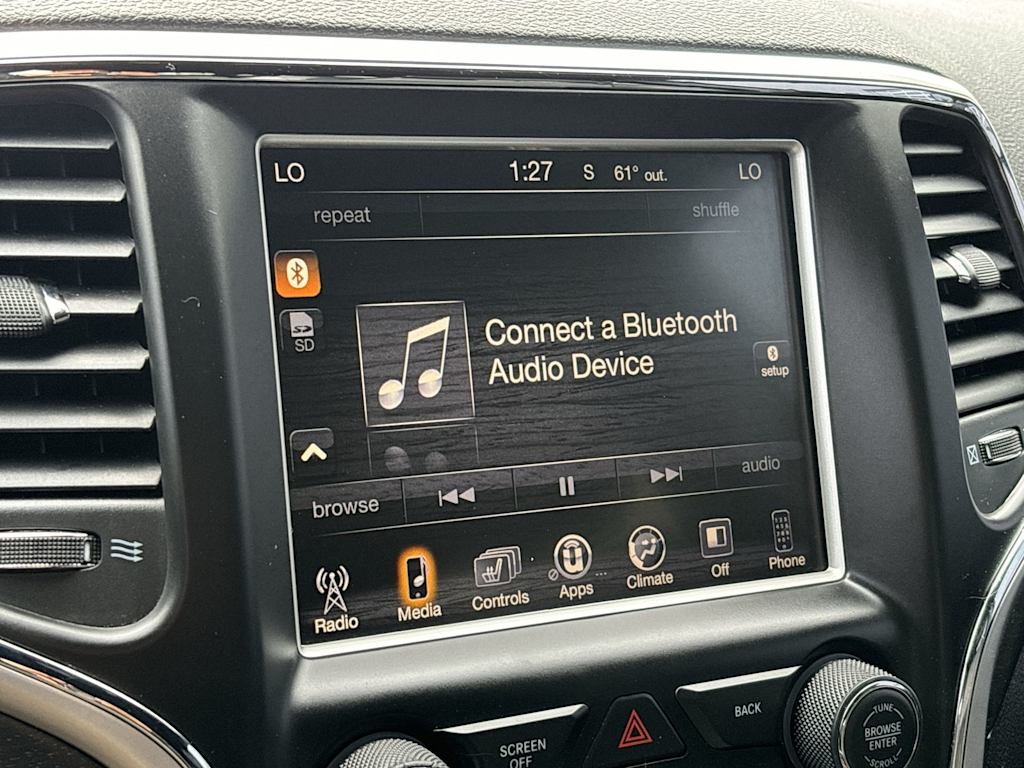 LO 1:27 S 61° out. LO
repeat shuffle
SD
Connect a Bluetooth
Audio Device
setup
browse audio
Radio Media Controls Apps Climate Off Phone
SCREEN
OFF
BACK
TUNE
BROWSE
ENTER
SCROLL